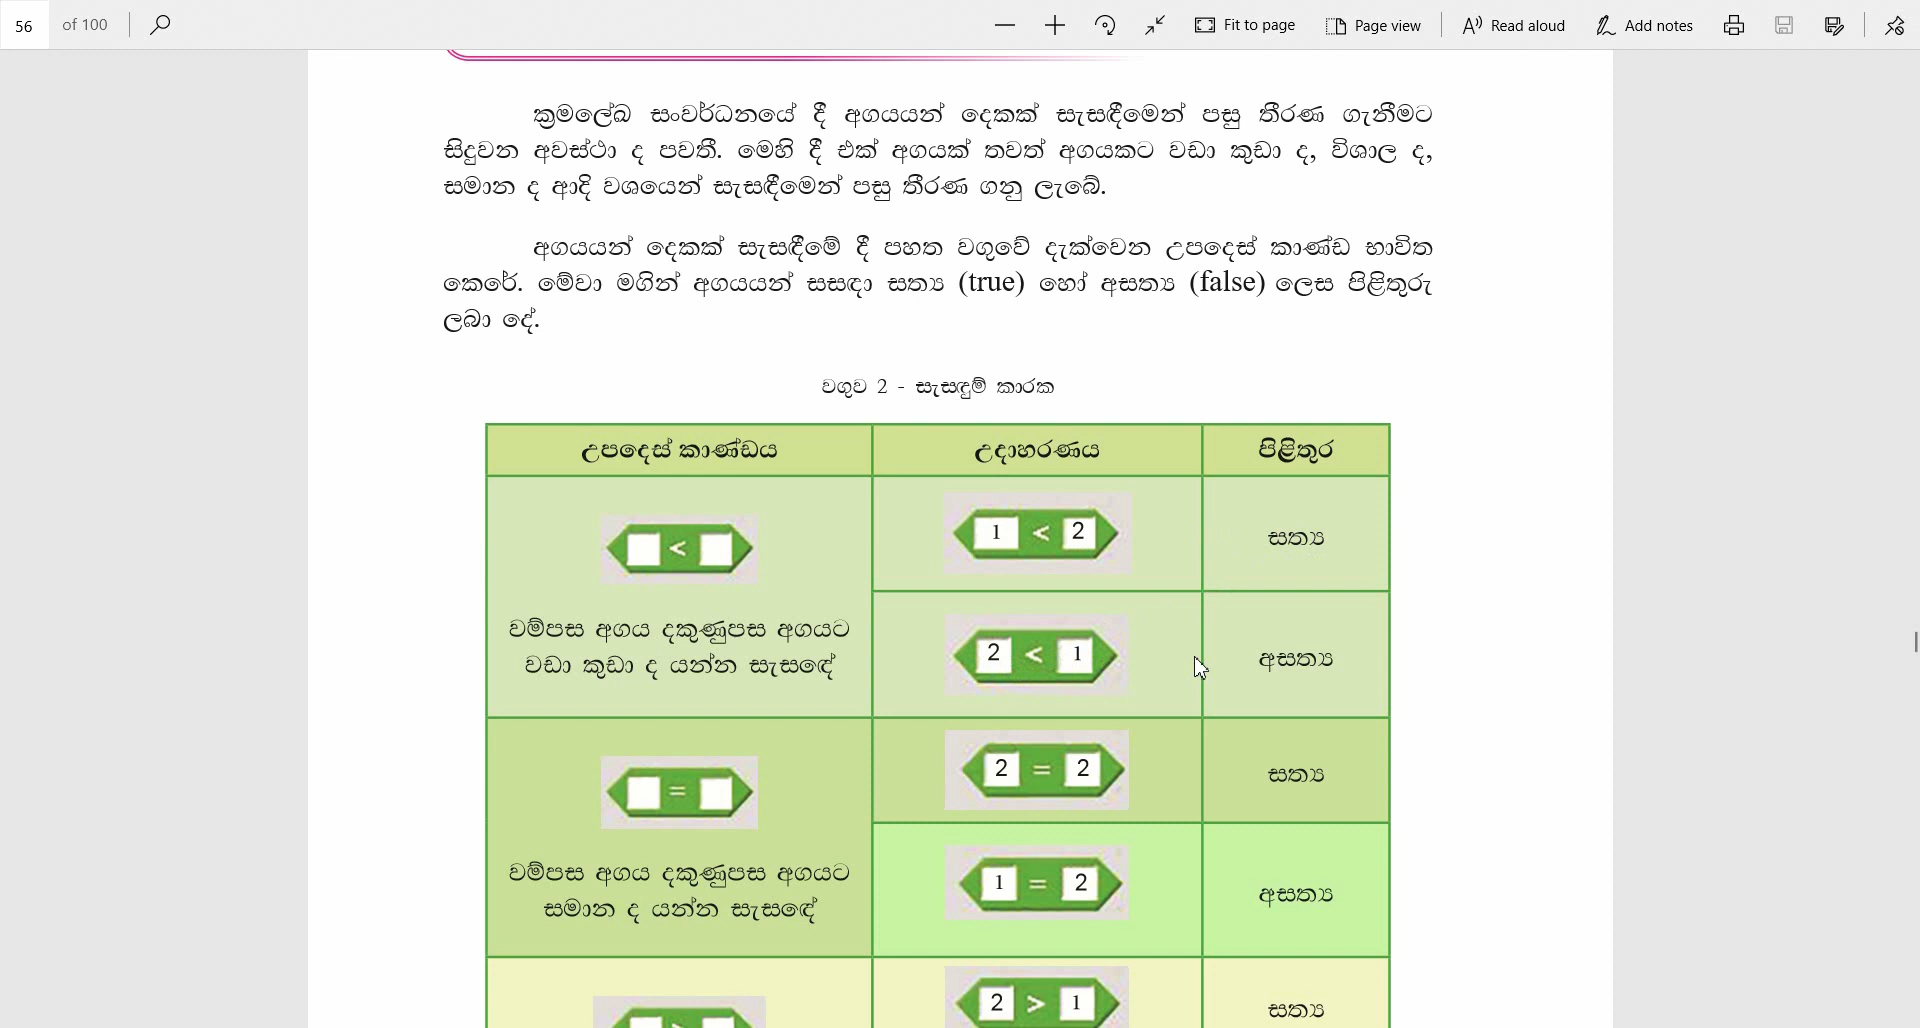 56 of 100 Fit to page Page view Read aloud Add notes
ක්‍රමලේඛ සංවර්ධනයේ දී අගයයන් දෙකක් සැසඳීමෙන් පසු තීරණ ගැනීමට
සිදුවන අවස්ථා ද පවතී. මෙහි දී එක් අගයක් තවත් අගයකට වඩා කුඩා ද, විශාල ද,
සමාන ද ආදි වශයෙන් සැසඳීමෙන් පසු තීරණ ගනු ලැබේ.
අගයයන් දෙකක් සැසඳීමේ දී පහත වගුවේ දැක්වෙන උපදෙස් කාණ්ඩ භාවිත
කෙරේ. මේවා මගින් අගයයන් සසඳා සත්‍ය (true) හෝ අසත්‍ය (false) ලෙස පිළිතුරු
ලබා දේ.
වගුව 2 - සැසඳුම් කාරක
උපදෙස් කාණ්ඩය උදාහරණය පිළිතුර
<
1 < 2 සත්‍ය
වම්පස අගය දකුණුපස අගයට
වඩා කුඩා ද යන්න සැසඳේ
2 < 1 අසත්‍ය
=
2 = 2 සත්‍ය
වම්පස අගය දකුණුපස අගයට
සමාන ද යන්න සැසඳේ
1 = 2 අසත්‍ය
2 > 1 සත්‍ය